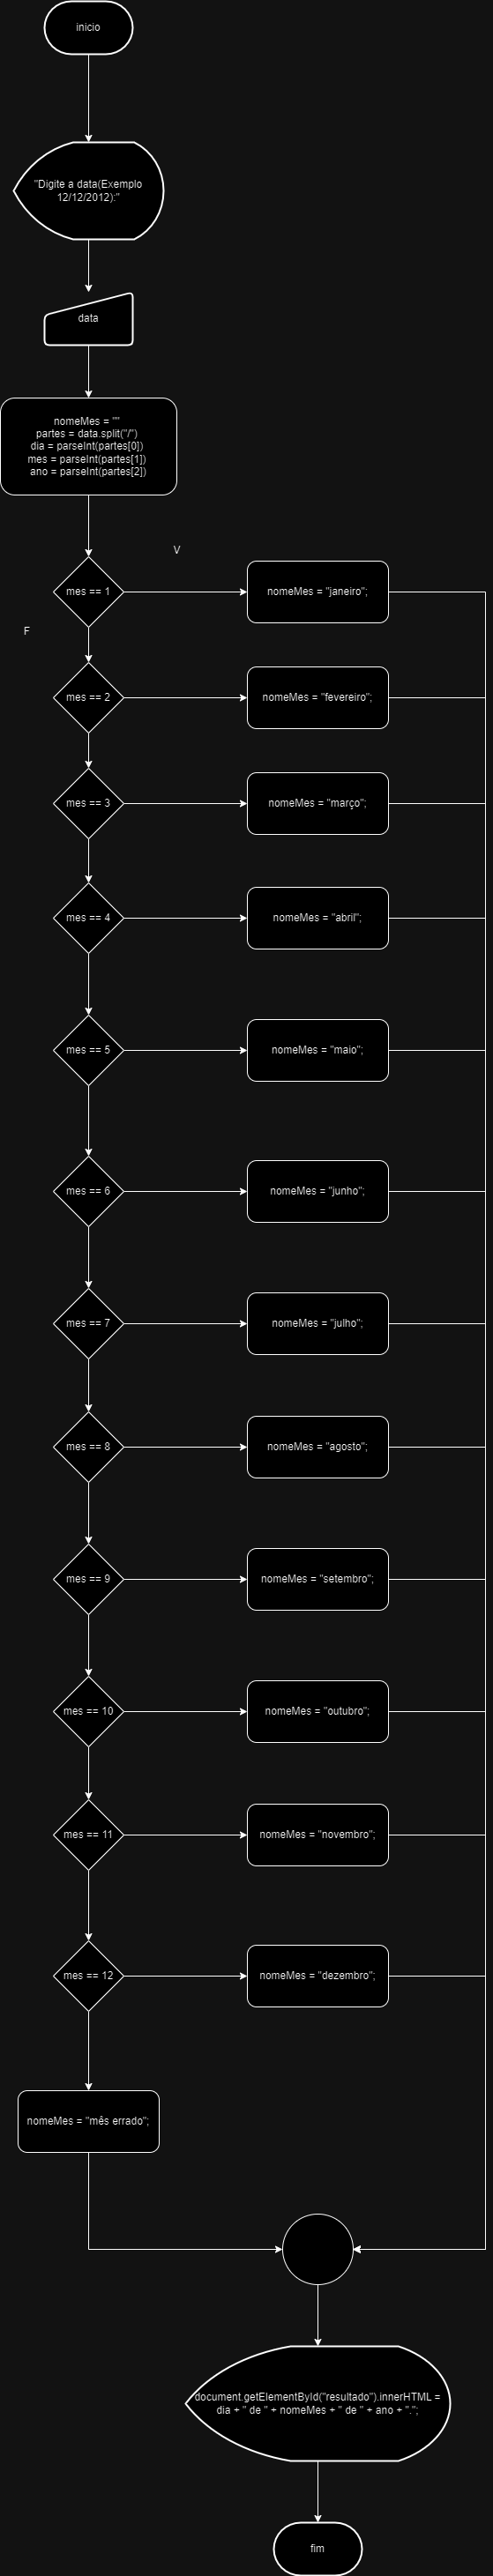 inicio
"Digite a data(Exemplo
12/12/2012):"
data
nomeMes = ""
partes = data.split("/")
dia = parseInt(partes[0])
mes = parseInt(partes[1])
ano = parseInt(partes[2])
V
mes == 1
nomeMes = "janeiro";
F
mes == 2
nomeMes = "fevereiro";
mes == 3
nomeMes = "março";
mes == 4
nomeMes = "abril";
mes == 5
nomeMes = "maio";
mes == 6
nomeMes = "junho";
mes == 7
nomeMes = "julho";
mes == 8
nomeMes = "agosto";
mes == 9
nomeMes = "setembro";
mes == 10
nomeMes = "outubro";
mes == 11
nomeMes = "novembro";
mes == 12
nomeMes = "dezembro";
nomeMes = "mês errado";
document.getElementById("resultado").innerHTML =
dia + " de " + nomeMes + " de " + ano + ".";
fim